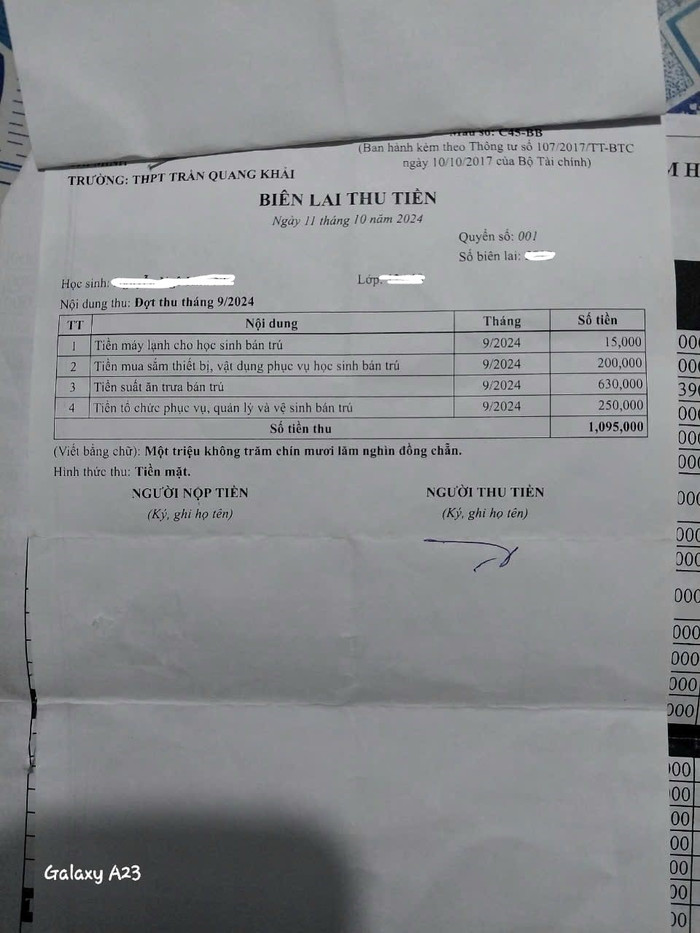 Mẫu số: C45-BB
(Ban hành kèm theo Thông tư số 107/2017/TT-BTC
ngày 10/10/2017 của Bộ Tài chính)
TRƯỜNG: THPT TRẦN QUANG KHẢI
BIÊN LAI THU TIỀN
Ngày 11 tháng 10 năm 2024
Quyển số: 001
Số biên lai:
Học sinh: Lớp:
Nội dung thu: Đợt thu tháng 9/2024
TT Nội dung Tháng Số tiền
1 Tiền máy lạnh cho học sinh bán trú 9/2024 15,000
2 Tiền mua sắm thiết bị, vật dụng phục vụ học sinh bán trú 9/2024 200,000
3 Tiền suất ăn trưa bán trú 9/2024 630,000
4 Tiền tổ chức phục vụ, quản lý và vệ sinh bán trú 9/2024 250,000
Số tiền thu 1,095,000
(Viết bằng chữ): Một triệu không trăm chín mươi lăm nghìn đồng chẵn.
Hình thức thu: Tiền mặt.
NGƯỜI NỘP TIỀN NGƯỜI THU TIỀN
(Ký, ghi họ tên) (Ký, ghi họ tên)
Galaxy A23